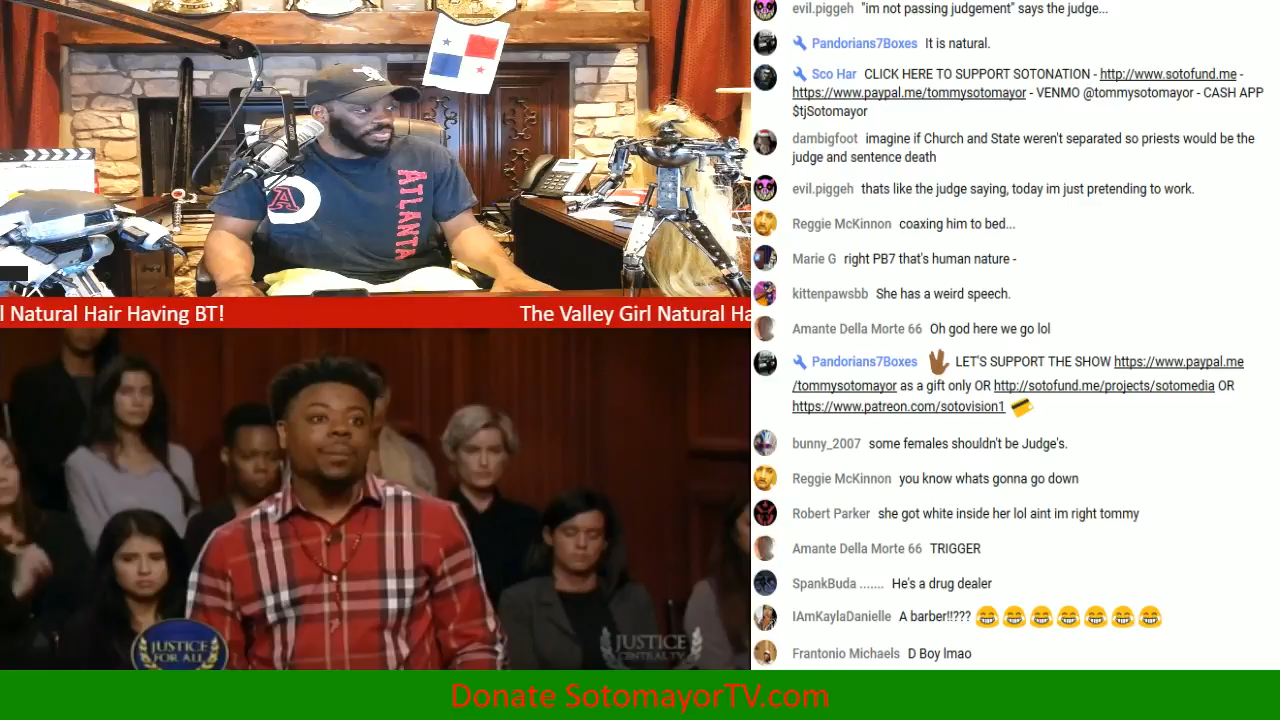 ATLANTA
A
l Natural Hair Having BT!
The Valley Girl Natural Ha
JUSTICE
FOR ALL
JUSTICE
CENTRAL.TV
evil.piggeh "im not passing judgement" says the judge...
Pandorians7Boxes It is natural.
Sco Har CLICK HERE TO SUPPORT SOTONATION - http://www.sotofund.me -
https://www.paypal.me/tommysotomayor - VENMO @tommysotomayor - CASH APP
$tjSotomayor
dambigfoot imagine if Church and State weren't separated so priests would be the
judge and sentence death
evil.piggeh thats like the judge saying, today im just pretending to work.
Reggie McKinnon coaxing him to bed...
Marie G right PB7 that's human nature -
kittenpawsbb She has a weird speech.
Amante Della Morte 66 Oh god here we go lol
Pandorians7Boxes 🖖🏾 LET'S SUPPORT THE SHOW https://www.paypal.me
/tommysotomayor as a gift only OR http://sotofund.me/projects/sotomedia OR
https://www.patreon.com/sotovision1 💳
bunny_2007 some females shouldn't be Judge's.
Reggie McKinnon you know whats gonna go down
Robert Parker she got white inside her lol aint im right tommy
Amante Della Morte 66 TRIGGER
SpankBuda ....... He's a drug dealer
IAmKaylaDanielle A barber!!??? 😂😂😂😂😂😂😂
Frantonio Michaels D Boy lmao
Donate SotomayorTV.com